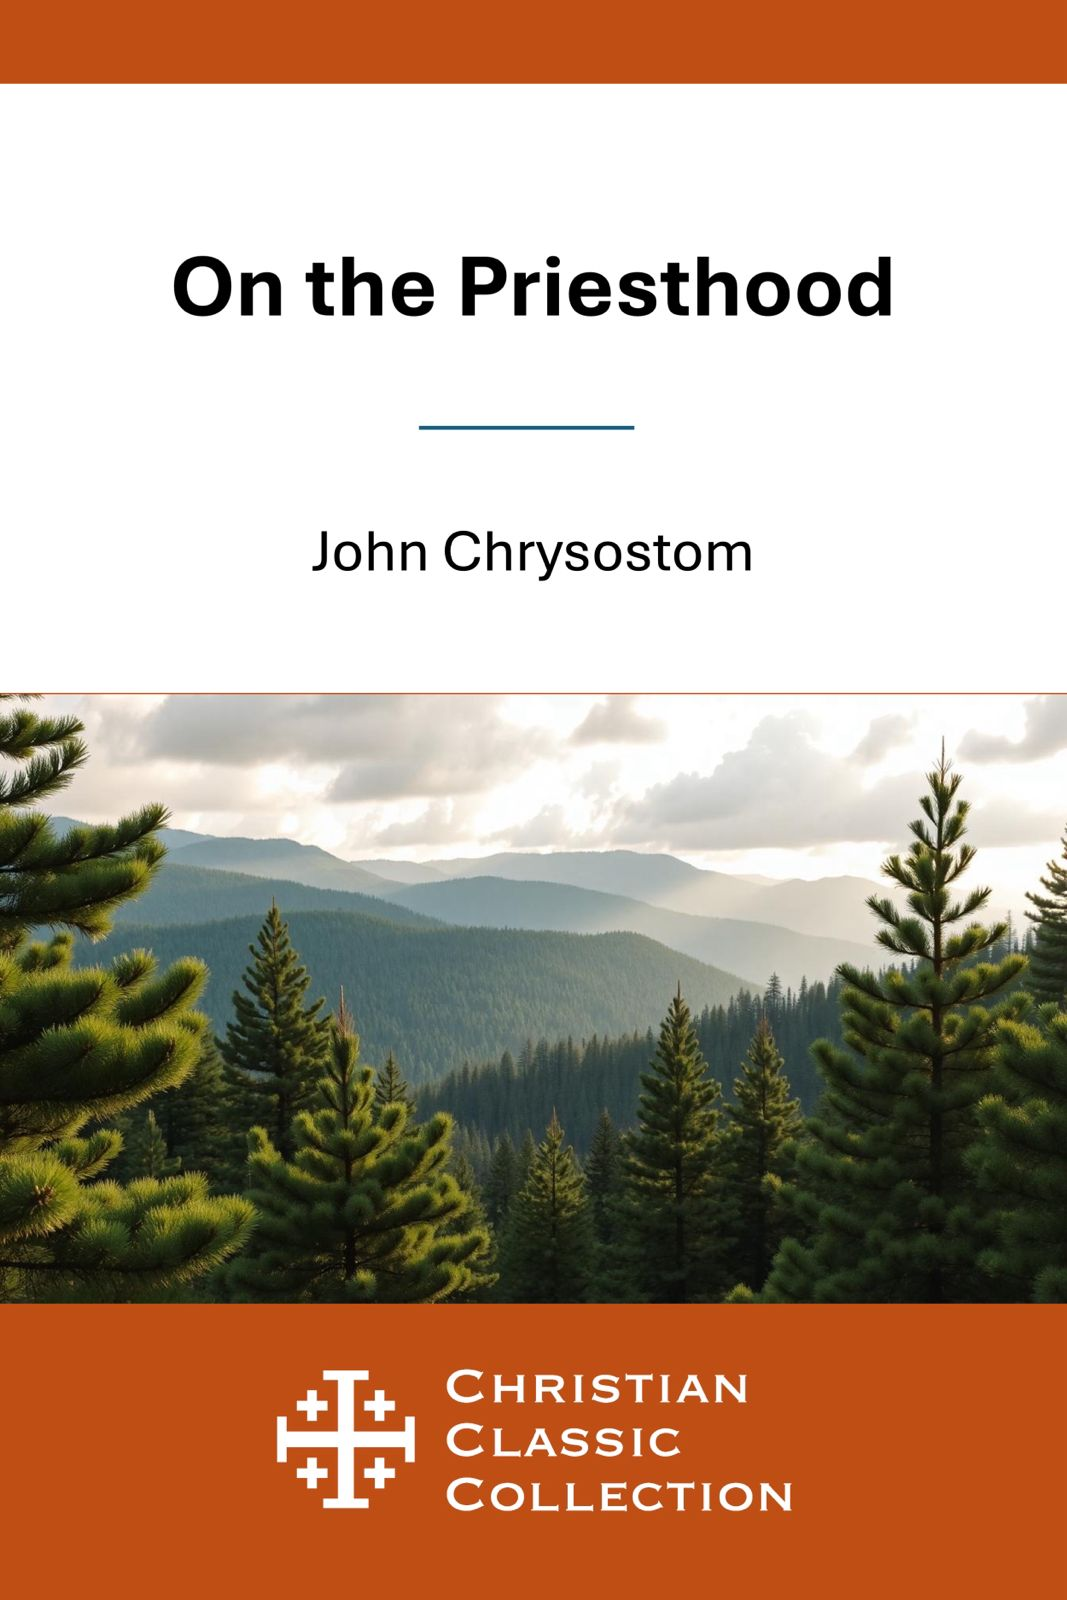 On the Priesthood
John Chrysostom
CHRISTIAN
CLASSIC
COLLECTION